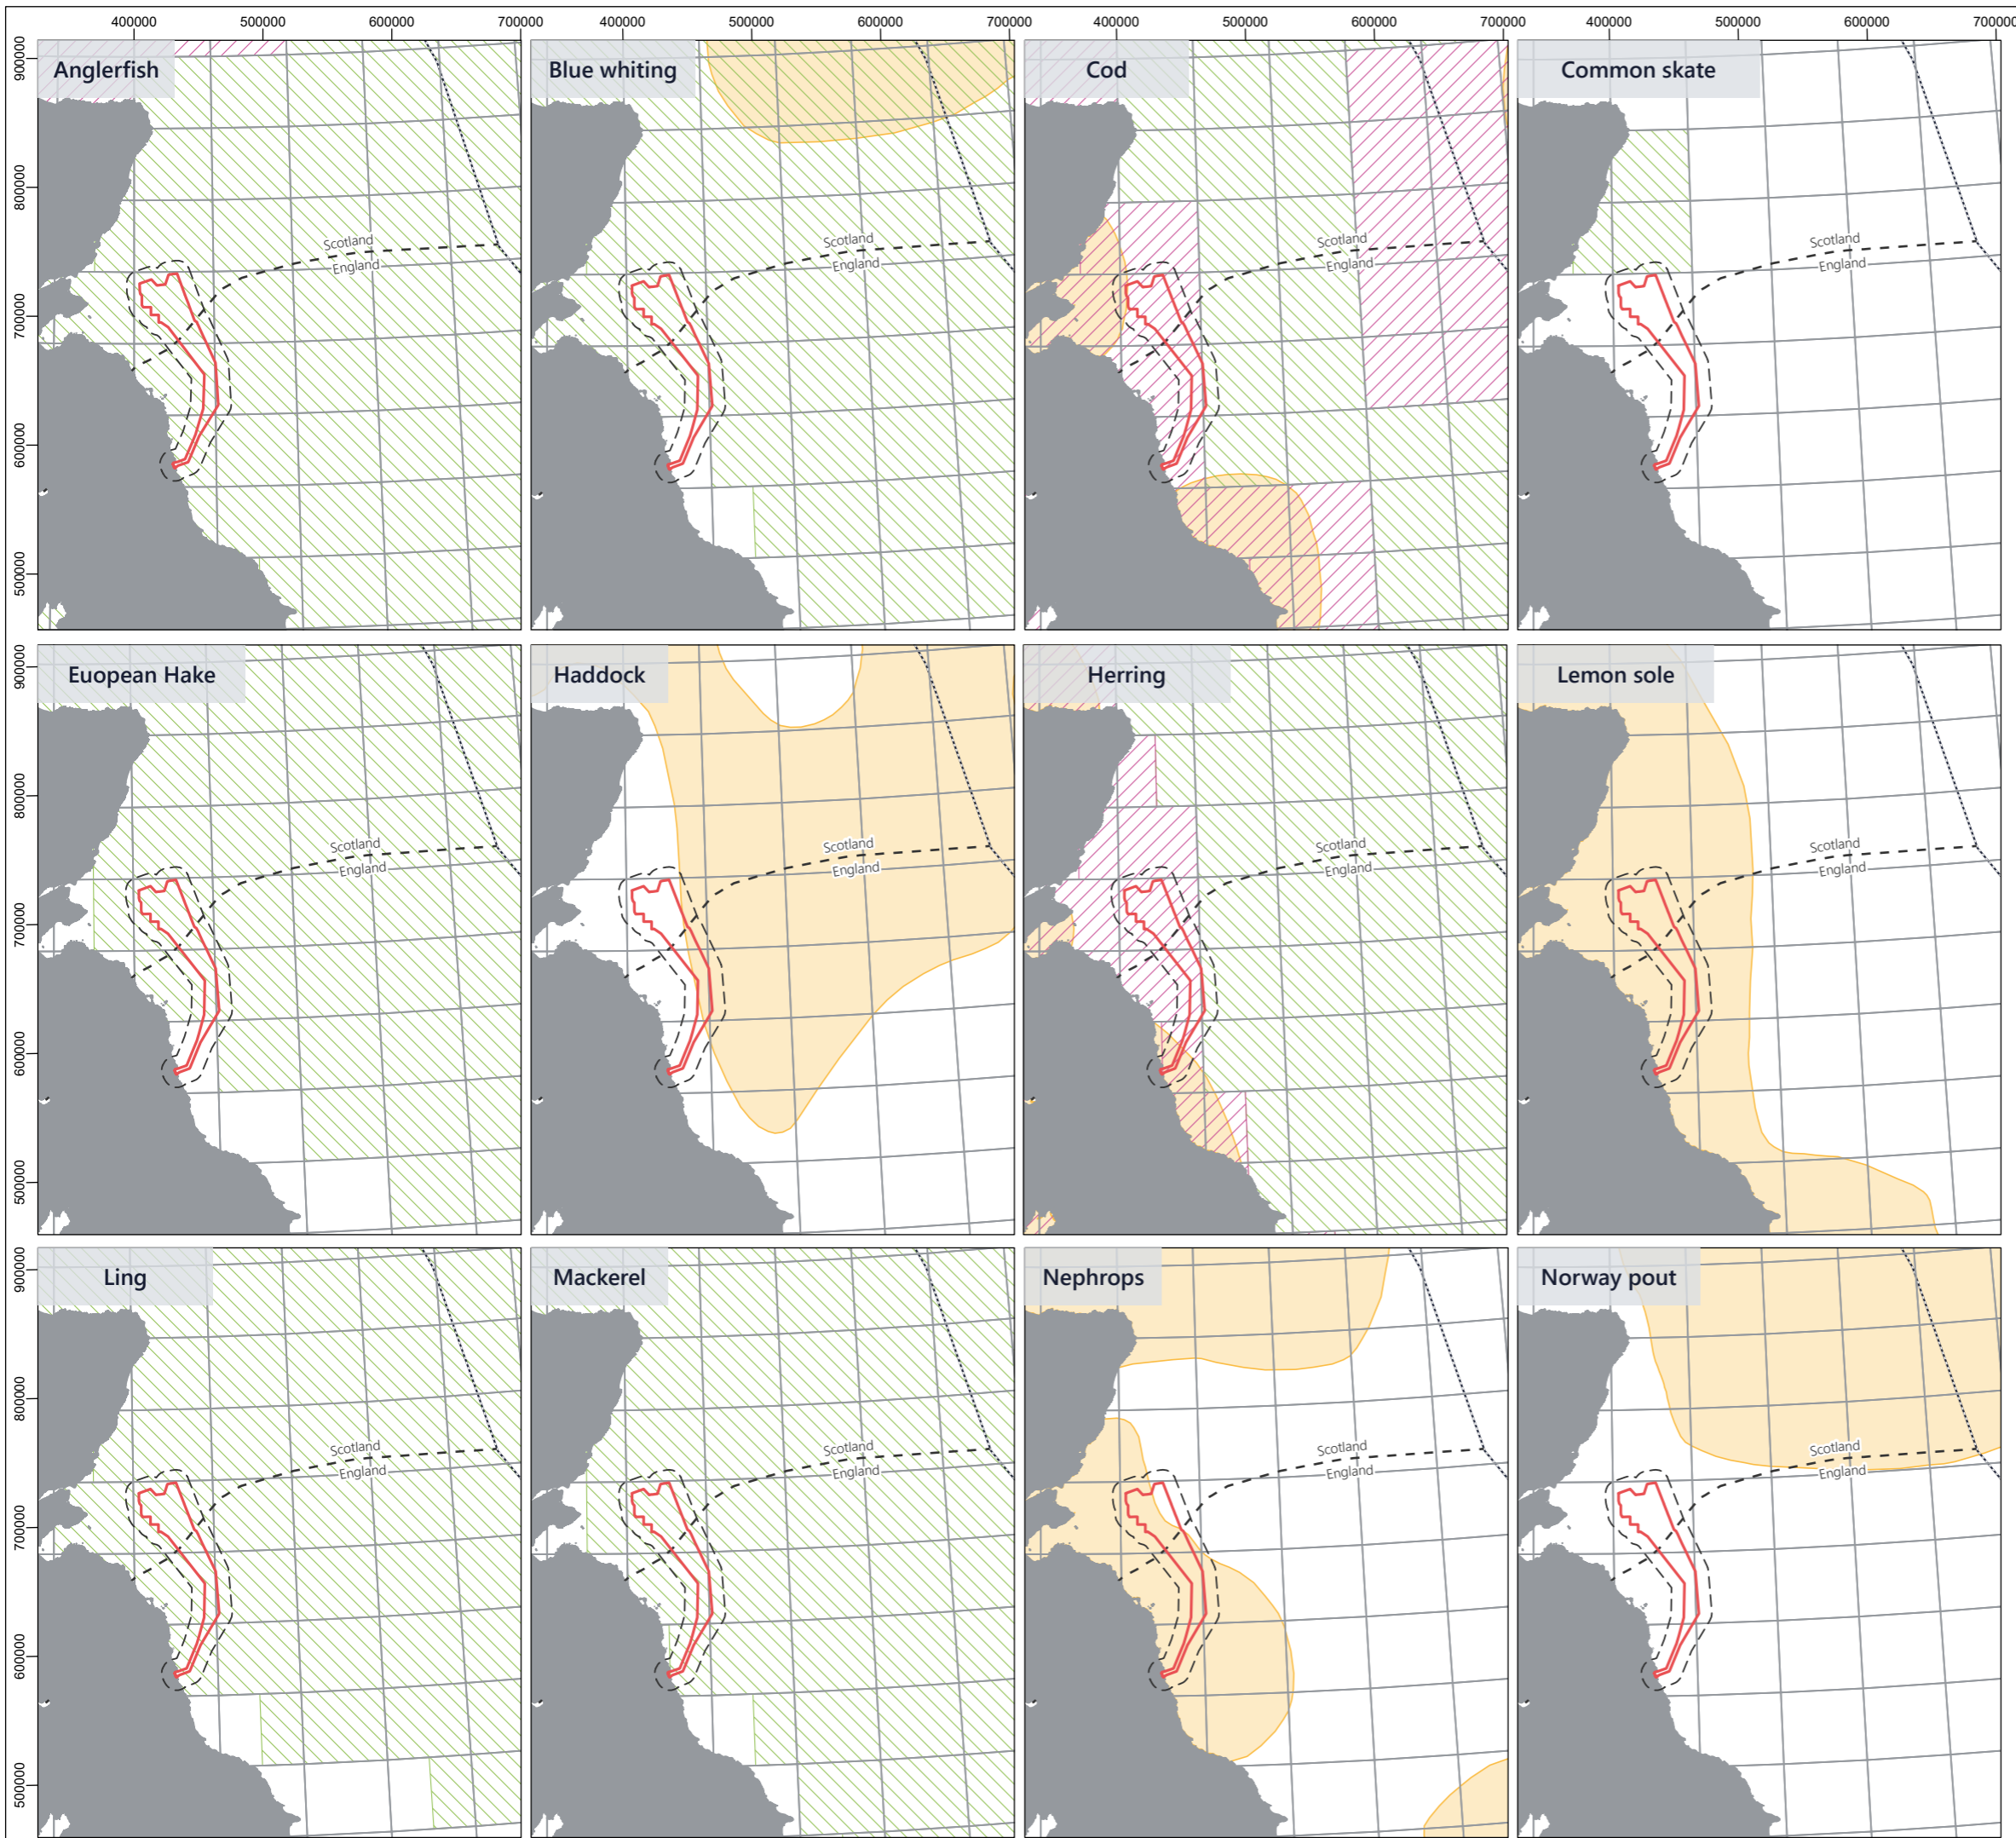 400000 500000 600000 700000 400000 500000 600000 700000 400000 500000 600000 700000 400000 500000 600000 700000
900000
800000
700000
600000
500000
Anglerfish
Scotland
England
Blue whiting
Scotland
England
Cod
Scotland
England
Common skate
Scotland
England
900000
800000
700000
600000
500000
Euopean Hake
Scotland
England
Haddock
Scotland
England
Herring
Scotland
England
Lemon sole
Scotland
England
900000
800000
700000
600000
500000
Ling
Scotland
England
Mackerel
Scotland
England
Nephrops
Scotland
England
Norway pout
Scotland
England